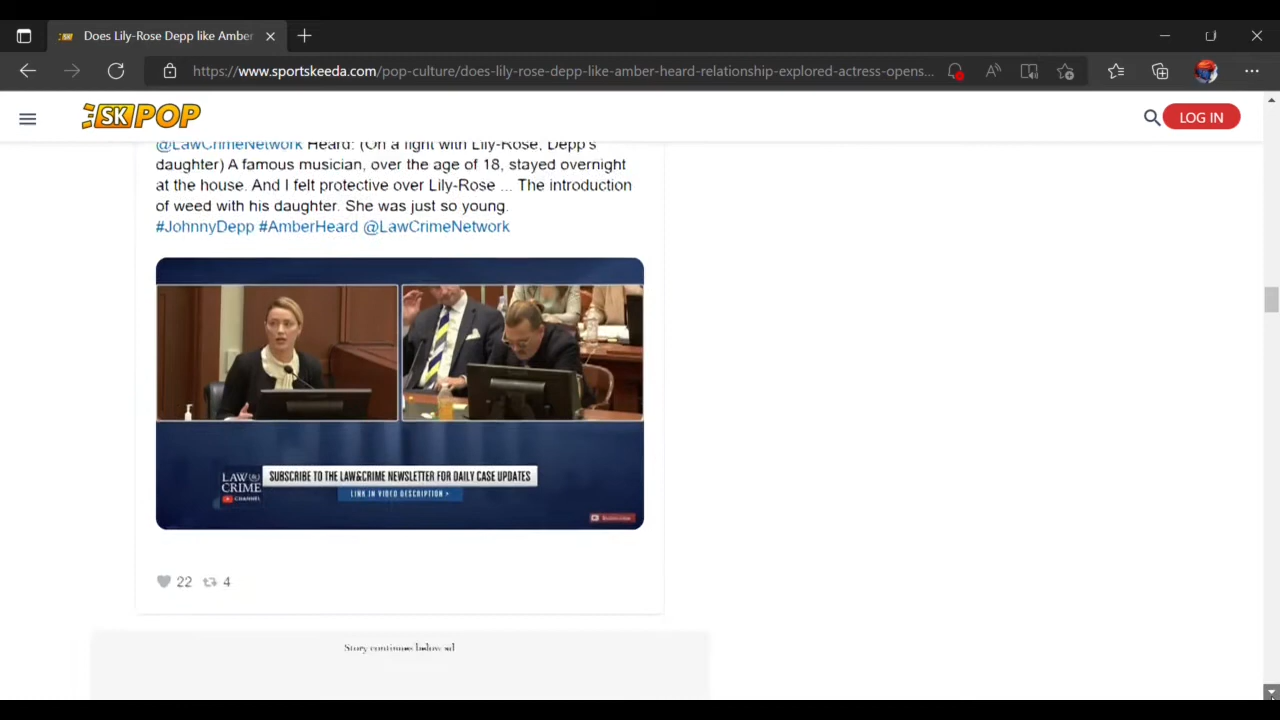 Does Lily-Rose Depp like Amber
https://www.sportskeeda.com/pop-culture/does-lily-rose-depp-like-amber-heard-relationship-explored-actress-opens...
SK POP
LOG IN
@LawCrimeNetwork Heard: (On a fight with Lily-Rose, Depp's
daughter) A famous musician, over the age of 18, stayed overnight
at the house. And I felt protective over Lily-Rose ... The introduction
of weed with his daughter. She was just so young.
#JohnnyDepp #AmberHeard @LawCrimeNetwork
LAW&
CRIME
CHANNEL
SUBSCRIBE TO THE LAW&CRIME NEWSLETTER FOR DAILY CASE UPDATES
LINK IN VIDEO DESCRIPTION >
22 4
Story continues below ad